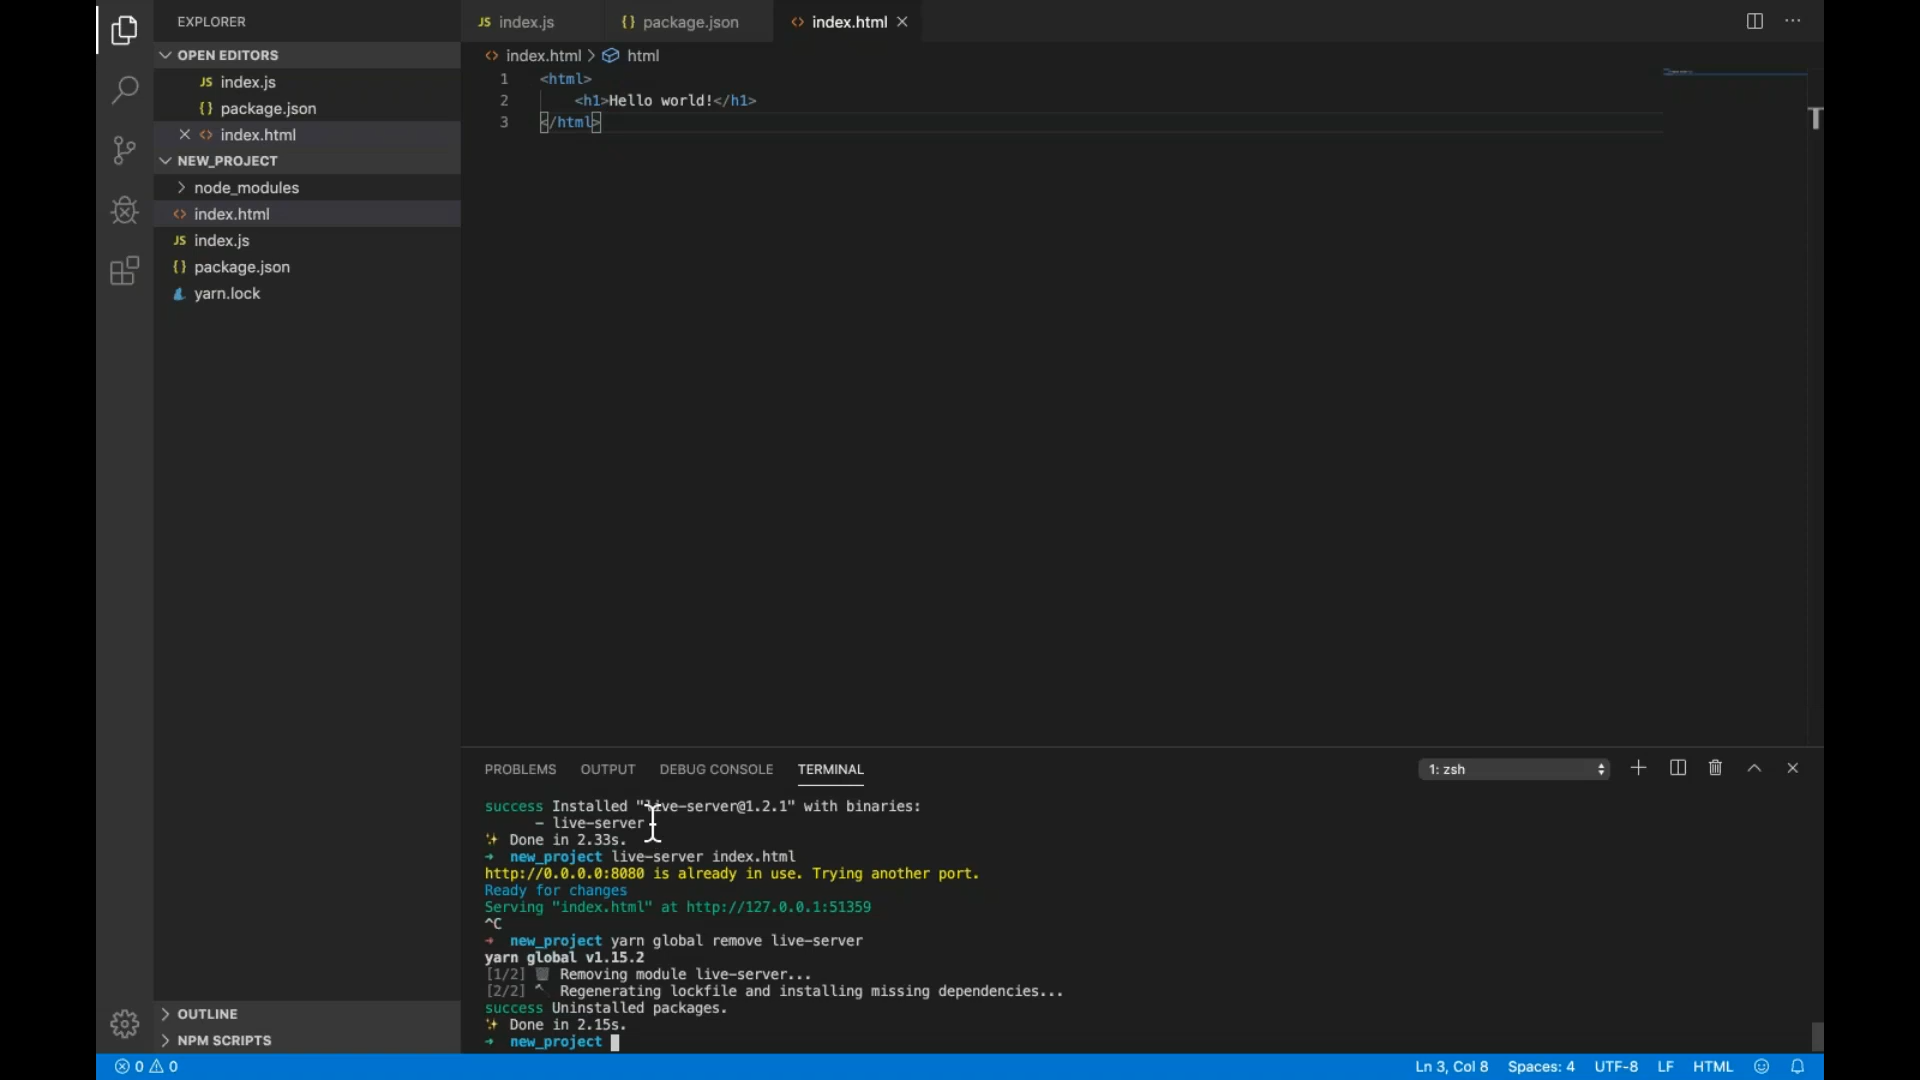 EXPLORER
OPEN EDITORS
JS index.js
{} package.json
<> index.html
NEW_PROJECT
node_modules
<> index.html
JS index.js
{} package.json
yarn.lock
OUTLINE
NPM SCRIPTS
JS index.js
{} package.json
<> index.html
<> index.html > html
1 <html>
2 <h1>Hello world!</h1>
3 </html>
T
PROBLEMS OUTPUT DEBUG CONSOLE TERMINAL
1: zsh
success Installed "live-server@1.2.1" with binaries:
- live-server
Done in 2.33s.
→ new_project live-server index.html
http://0.0.0.0:8080 is already in use. Trying another port.
Ready for changes
Serving "index.html" at http://127.0.0.1:51359
^C
→ new_project yarn global remove live-server
yarn global v1.15.2
[1/2] Removing module live-server...
[2/2] Regenerating lockfile and installing missing dependencies...
success Uninstalled packages.
Done in 2.15s.
→ new_project
0 0
Ln 3, Col 8 Spaces: 4 UTF-8 LF HTML